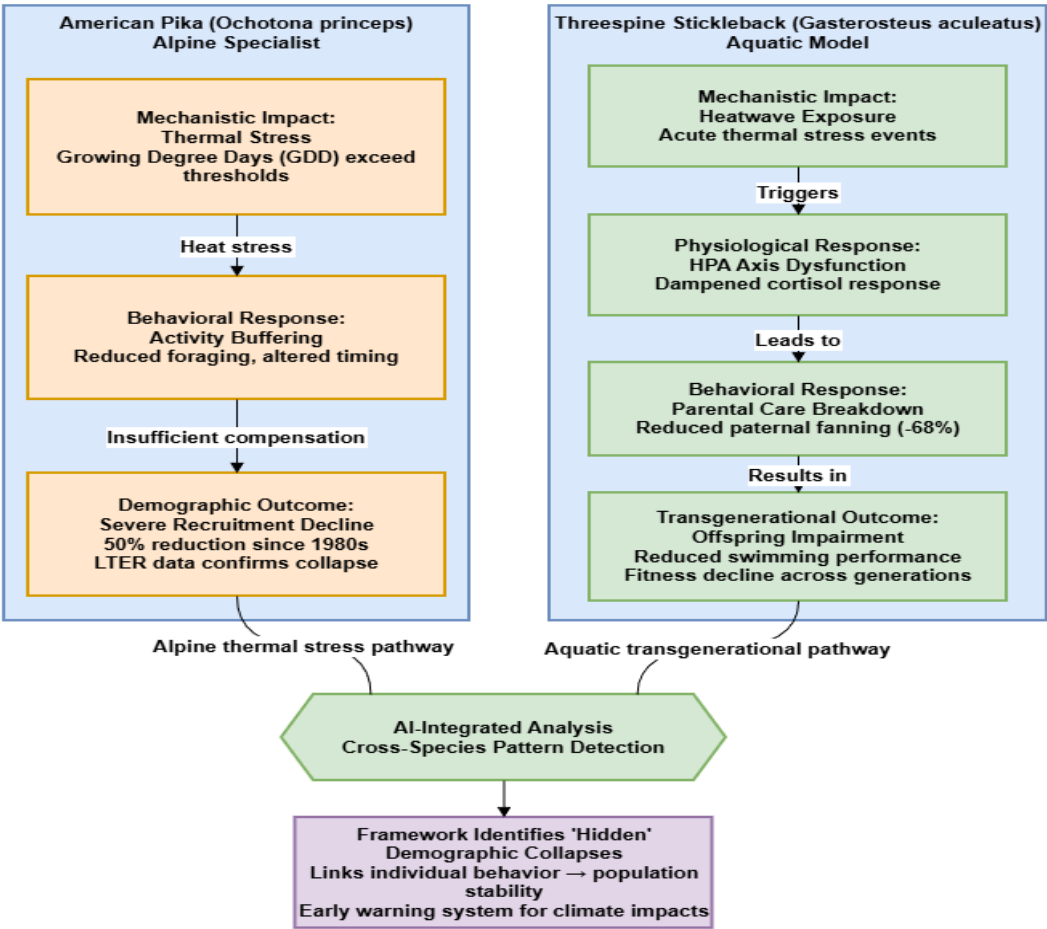 American Pika (Ochotona princeps)
Alpine Specialist
Mechanistic Impact:
Thermal Stress
Growing Degree Days (GDD) exceed
thresholds
Heat stress
Behavioral Response:
Activity Buffering
Reduced foraging, altered timing
Insufficient compensation
Demographic Outcome:
Severe Recruitment Decline
50% reduction since 1980s
LTER data confirms collapse
Alpine thermal stress pathway
Threespine Stickleback (Gasterosteus aculeatus)
Aquatic Model
Mechanistic Impact:
Heatwave Exposure
Acute thermal stress events
Triggers
Physiological Response:
HPA Axis Dysfunction
Dampened cortisol response
Leads to
Behavioral Response:
Parental Care Breakdown
Reduced paternal fanning (-68%)
Results in
Transgenerational Outcome:
Offspring Impairment
Reduced swimming performance
Fitness decline across generations
Aquatic transgenerational pathway
AI-Integrated Analysis
Cross-Species Pattern Detection
Framework Identifies 'Hidden'
Demographic Collapses
Links individual behavior → population
stability
Early warning system for climate impacts